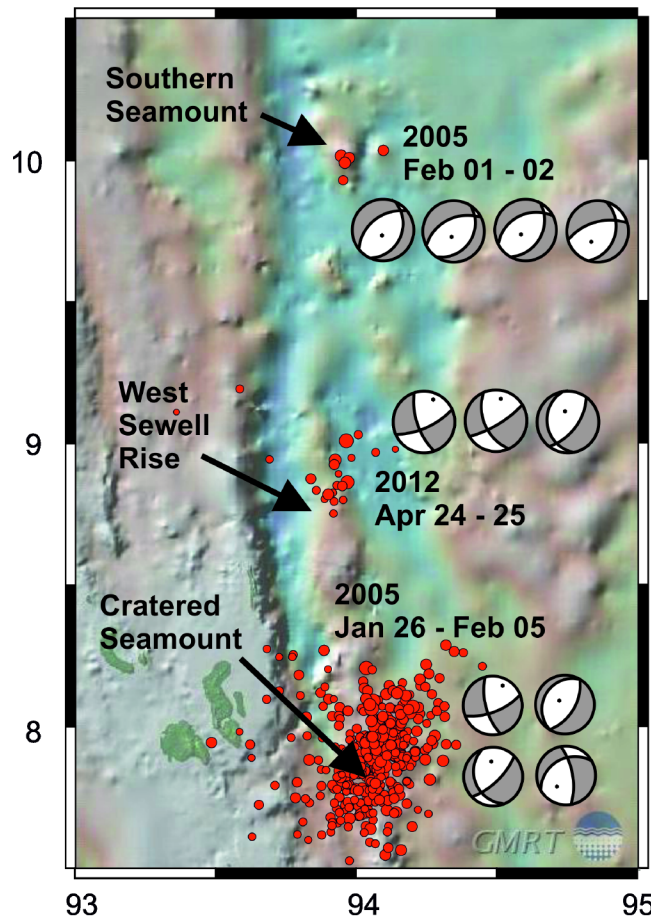 Southern
Seamount
2005
Feb 01 - 02
10
West
Sewell
Rise
9
2012
Apr 24 - 25
2005
Jan 26 - Feb 05
Cratered
Seamount
8
GMRT
93
94
95